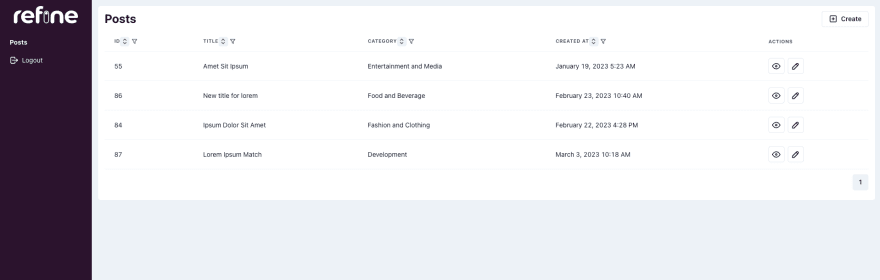 refine
Posts
Logout
Posts
Create
ID TITLE CATEGORY CREATED AT ACTIONS
55 Amet Sit Ipsum Entertainment and Media January 19, 2023 5:23 AM
86 New title for lorem Food and Beverage February 23, 2023 10:40 AM
84 Ipsum Dolor Sit Amet Fashion and Clothing February 22, 2023 4:28 PM
87 Lorem Ipsum Match Development March 3, 2023 10:18 AM
1